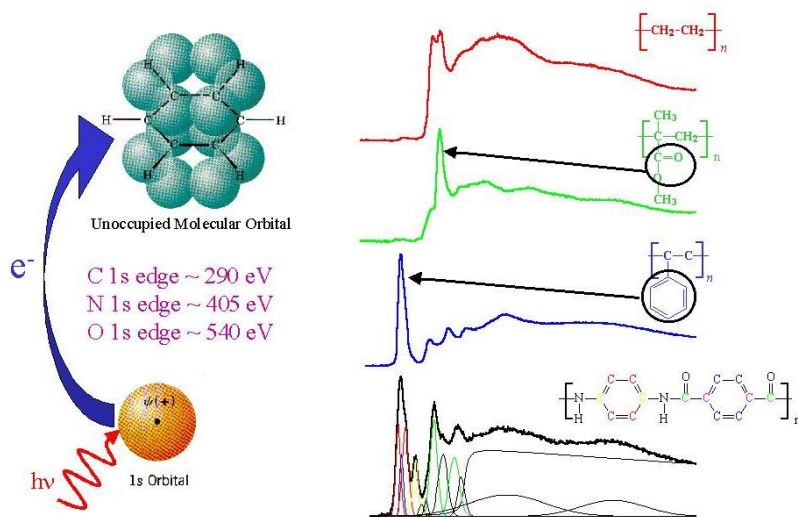 H H
C C
H C C H
C C
H H
Unoccupied Molecular Orbital
e-
C 1s edge ~ 290 eV
N 1s edge ~ 405 eV
O 1s edge ~ 540 eV
ψ(+)
1s Orbital
hν
[CH2-CH2]n
CH3
[C-CH2]n
C=O
O
CH3
[C-C]n
O O
[N C C C C N C C C C C C]n
H H